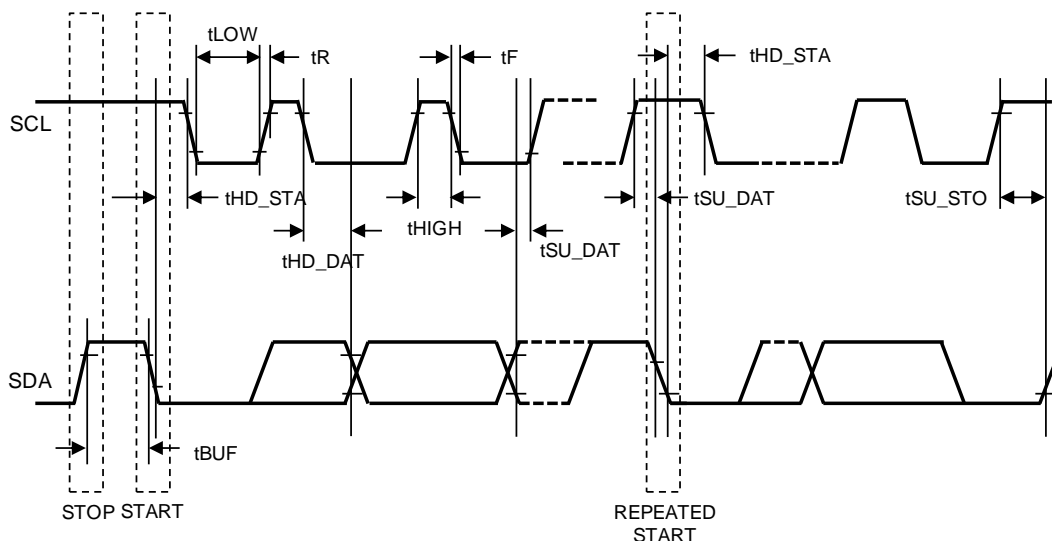 tLOW
tR
tF
tHD_STA
SCL
tHD_STA
tHIGH
tSU_DAT
tSU_STO
tHD_DAT
tSU_DAT
SDA
tBUF
STOP
START
REPEATED
START